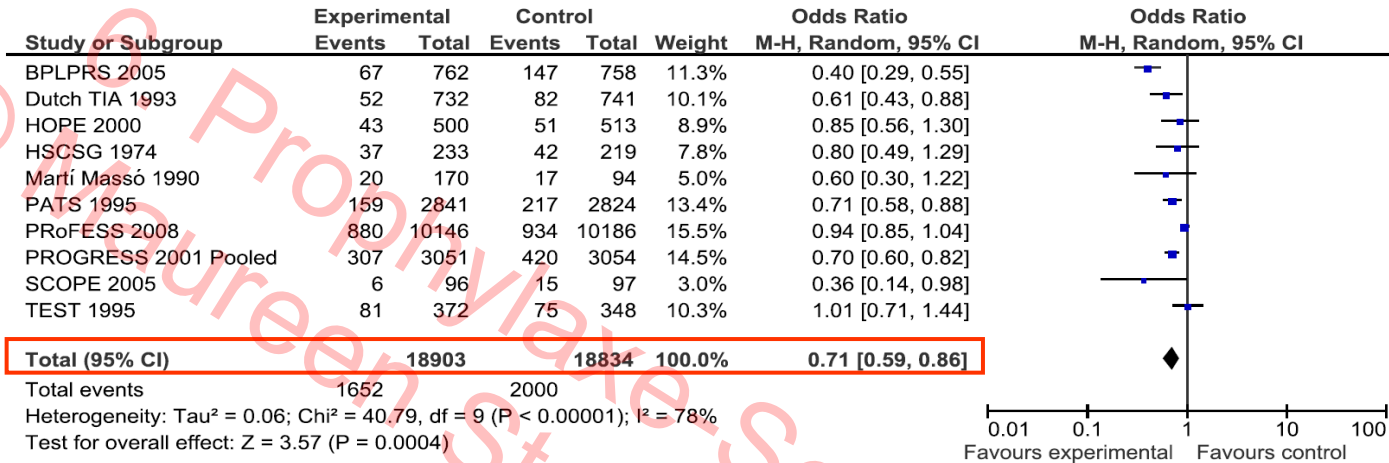 Experimental Control Odds Ratio Odds Ratio
Study or Subgroup Events Total Events Total Weight M-H, Random, 95% CI M-H, Random, 95% CI
BPLPRS 2005 67 762 147 758 11.3% 0.40 [0.29, 0.55]
Dutch TIA 1993 52 732 82 741 10.1% 0.61 [0.43, 0.88]
HOPE 2000 43 500 51 513 8.9% 0.85 [0.56, 1.30]
HSCSG 1974 37 233 42 219 7.8% 0.80 [0.49, 1.29]
Martí Massó 1990 20 170 17 94 5.0% 0.60 [0.30, 1.22]
PATS 1995 159 2841 217 2824 13.4% 0.71 [0.58, 0.88]
PRoFESS 2008 880 10146 934 10186 15.5% 0.94 [0.85, 1.04]
PROGRESS 2001 Pooled 307 3051 420 3054 14.5% 0.70 [0.60, 0.82]
SCOPE 2005 6 96 15 97 3.0% 0.36 [0.14, 0.98]
TEST 1995 81 372 75 348 10.3% 1.01 [0.71, 1.44]
Total (95% CI) 18903 18834 100.0% 0.71 [0.59, 0.86]
Total events 1652 2000
Heterogeneity: Tau² = 0.06; Chi² = 40.79, df = 9 (P < 0.00001); I² = 78%
Test for overall effect: Z = 3.57 (P = 0.0004)
0.01 0.1 1 10 100
Favours experimental Favours control
6. Prophylaxe-S
© Maureen St